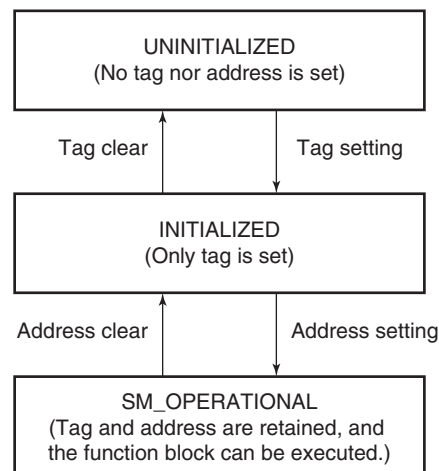 UNINITIALIZED
(No tag nor address is set)
Tag clear
Tag setting
INITIALIZED
(Only tag is set)
Address clear
Address setting
SM_OPERATIONAL
(Tag and address are retained, and
the function block can be executed.)